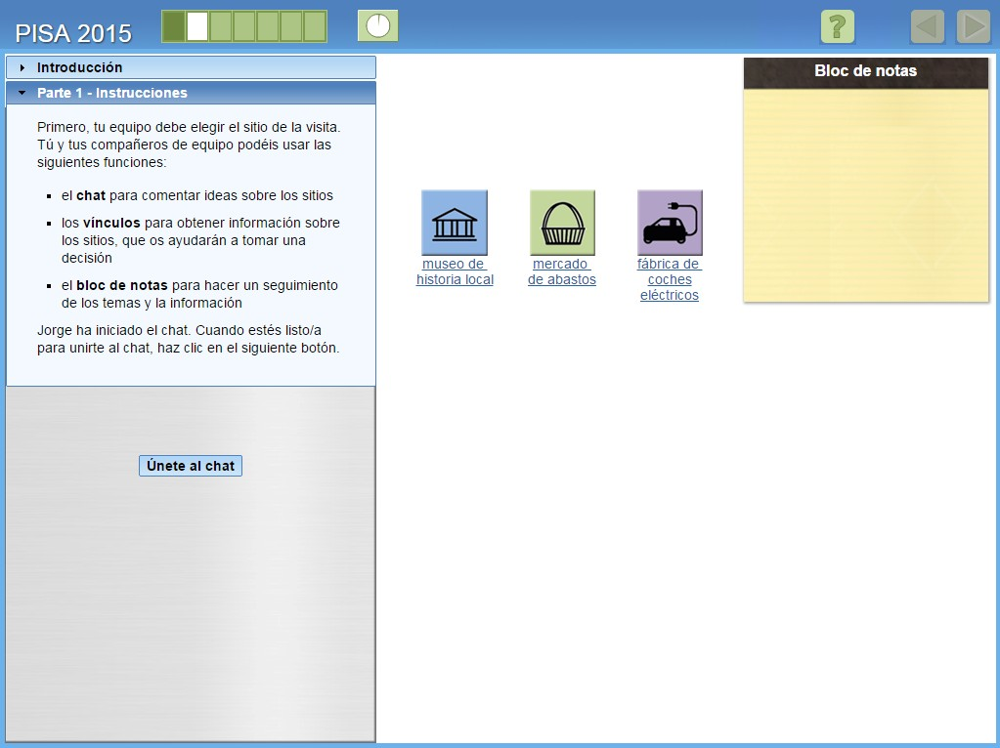 PISA 2015
?
Introducción
Parte 1 - Instrucciones
Primero, tu equipo debe elegir el sitio de la visita.
Tú y tus compañeros de equipo podéis usar las
siguientes funciones:
el chat para comentar ideas sobre los sitios
los vínculos para obtener información sobre
los sitios, que os ayudarán a tomar una
decisión
el bloc de notas para hacer un seguimiento
de los temas y la información
Jorge ha iniciado el chat. Cuando estés listo/a
para unirte al chat, haz clic en el siguiente botón.
Únete al chat
museo de
historia local
mercado
de abastos
fábrica de
coches
eléctricos
Bloc de notas